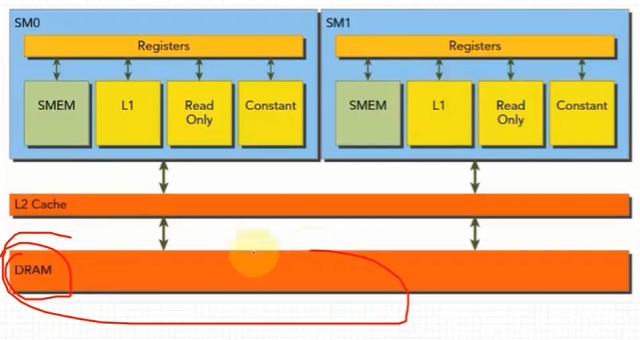 SM0
SM1
Registers
Registers
SMEM
L1
Read
Only
Constant
SMEM
L1
Read
Only
Constant
L2 Cache
DRAM